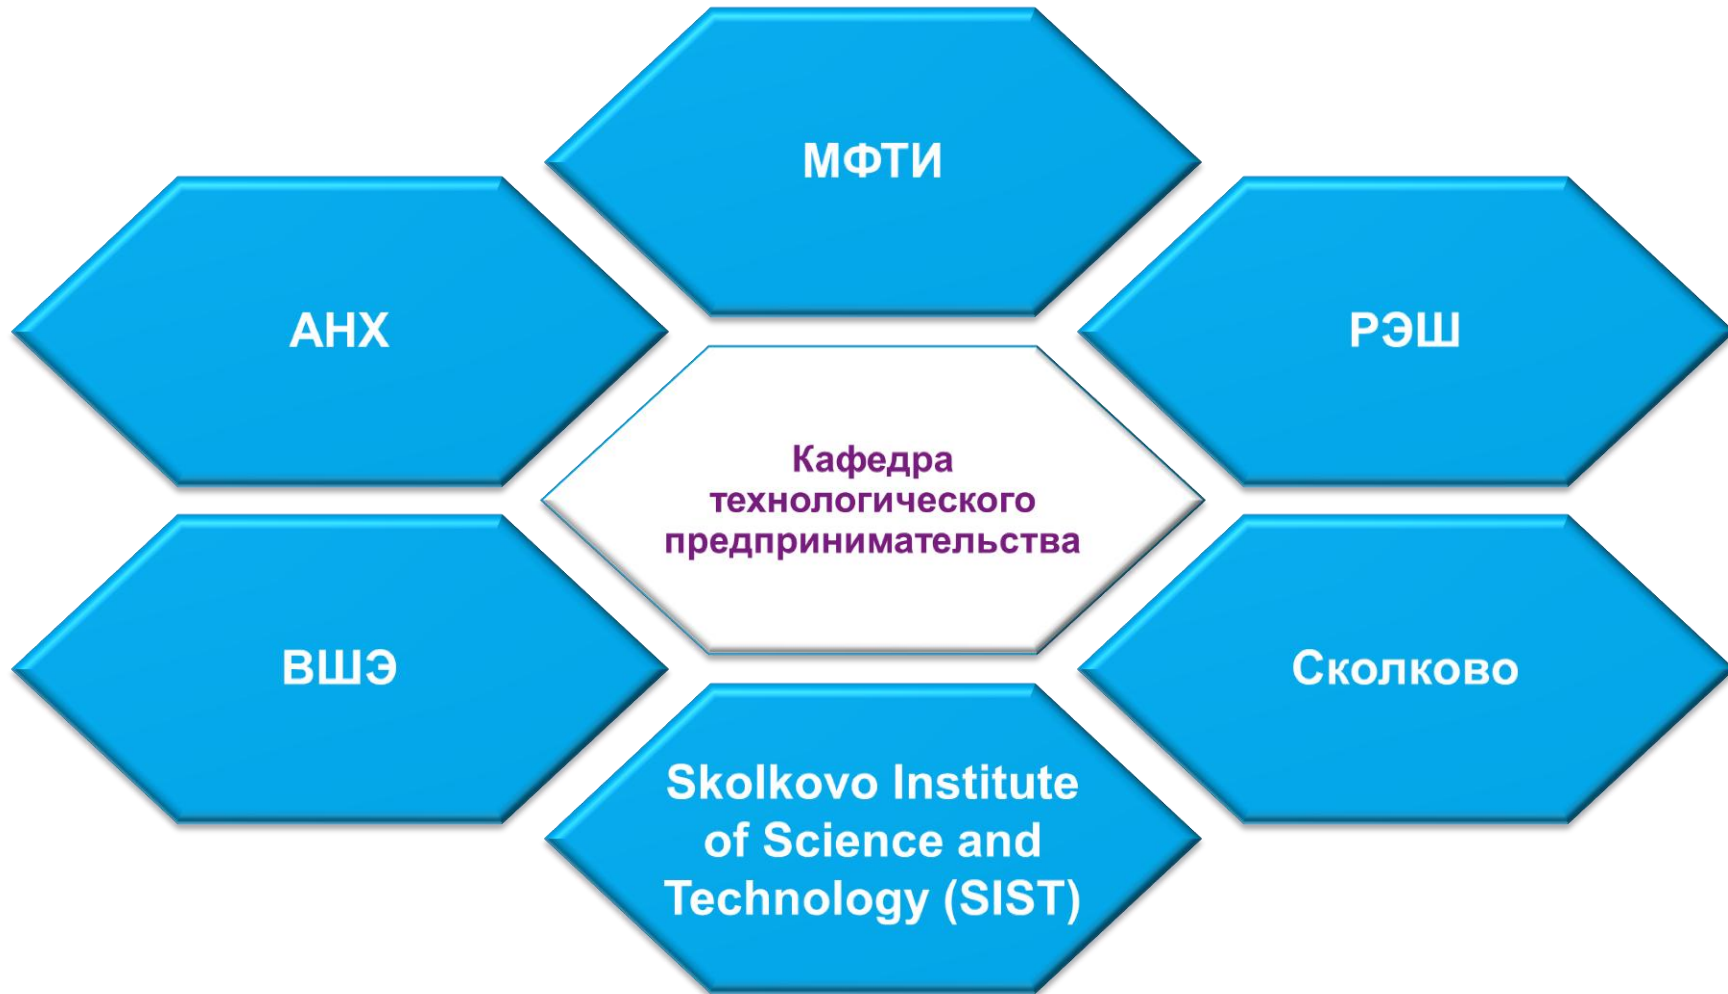 МФТИ
АНХ
РЭШ
Кафедра
технологического
предпринимательства
ВШЭ
Сколково
Skolkovo Institute
of Science and
Technology (SIST)